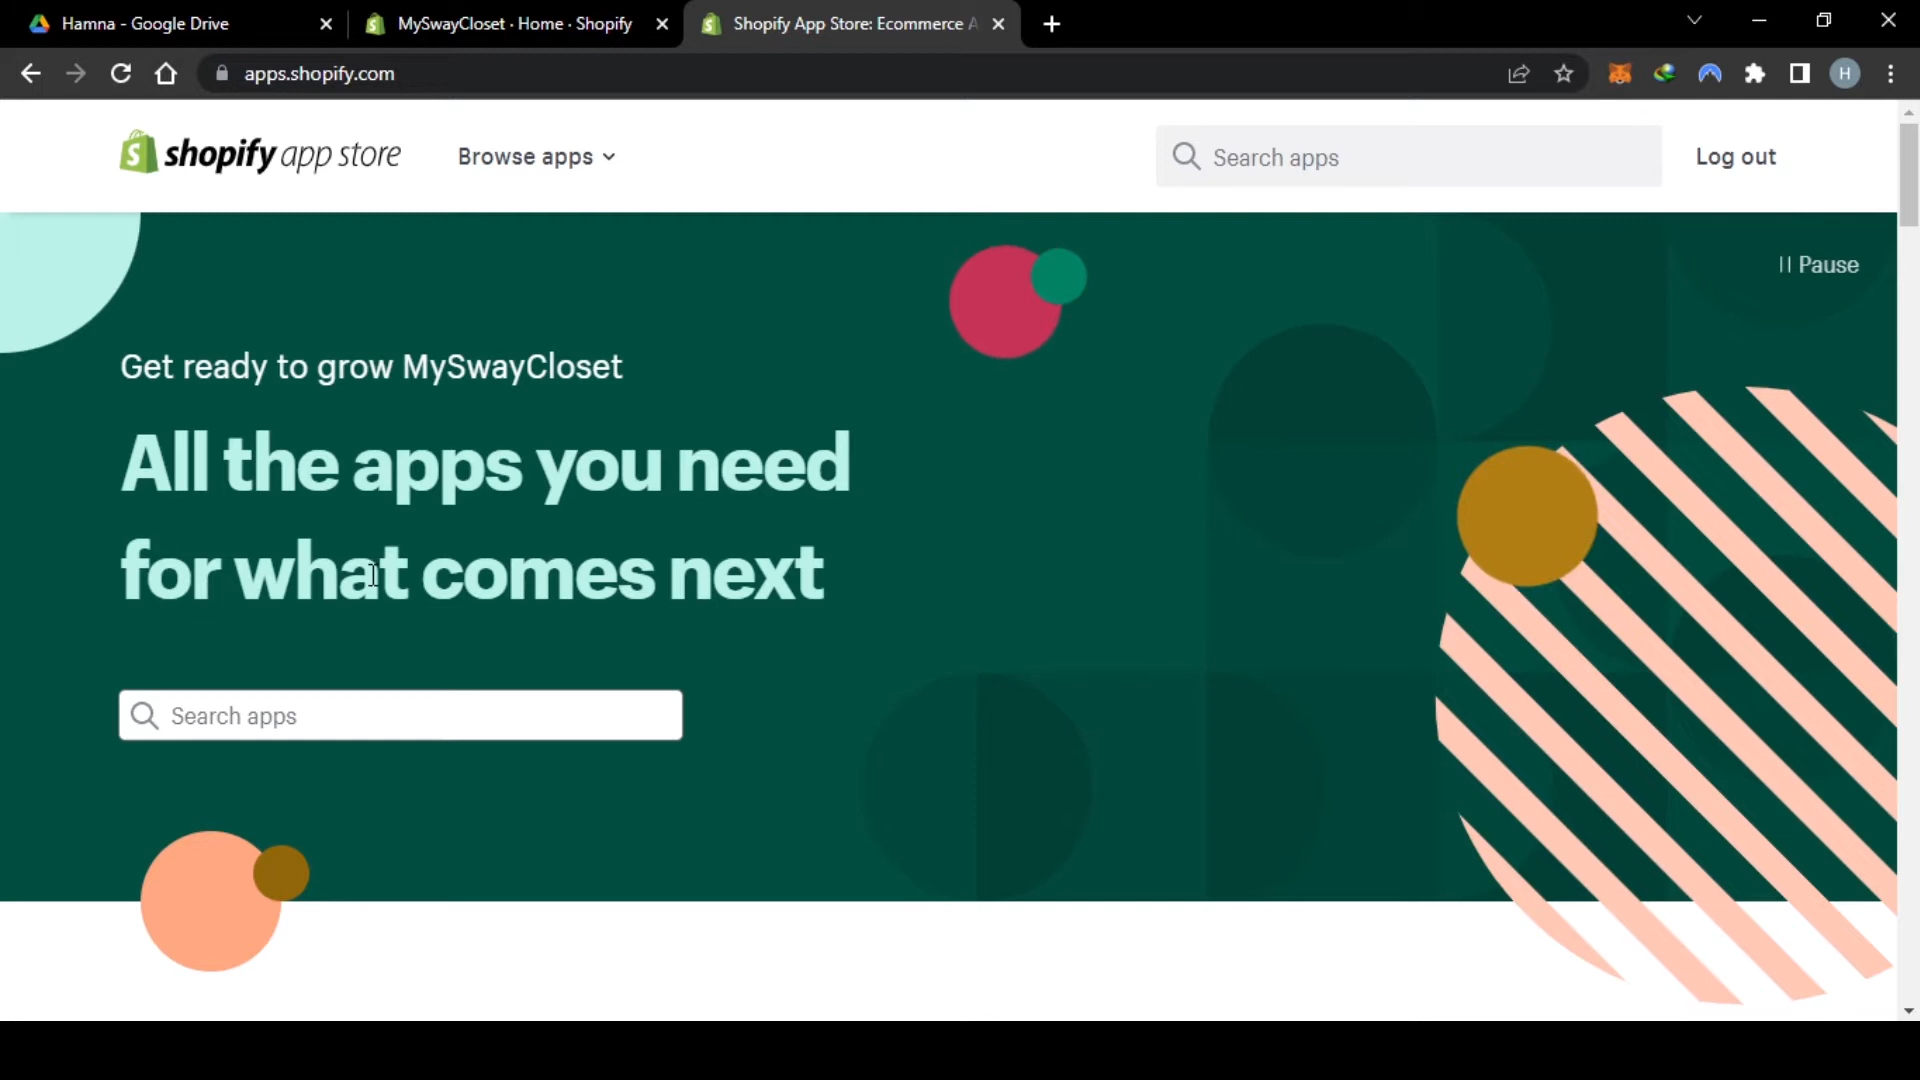 Hamna - Google Drive
MySwayCloset · Home · Shopify
Shopify App Store: Ecommerce A
apps.shopify.com
H
shopify app store
Browse apps
Search apps
Log out
Pause
Get ready to grow MySwayCloset
All the apps you need
for what comes next
Search apps